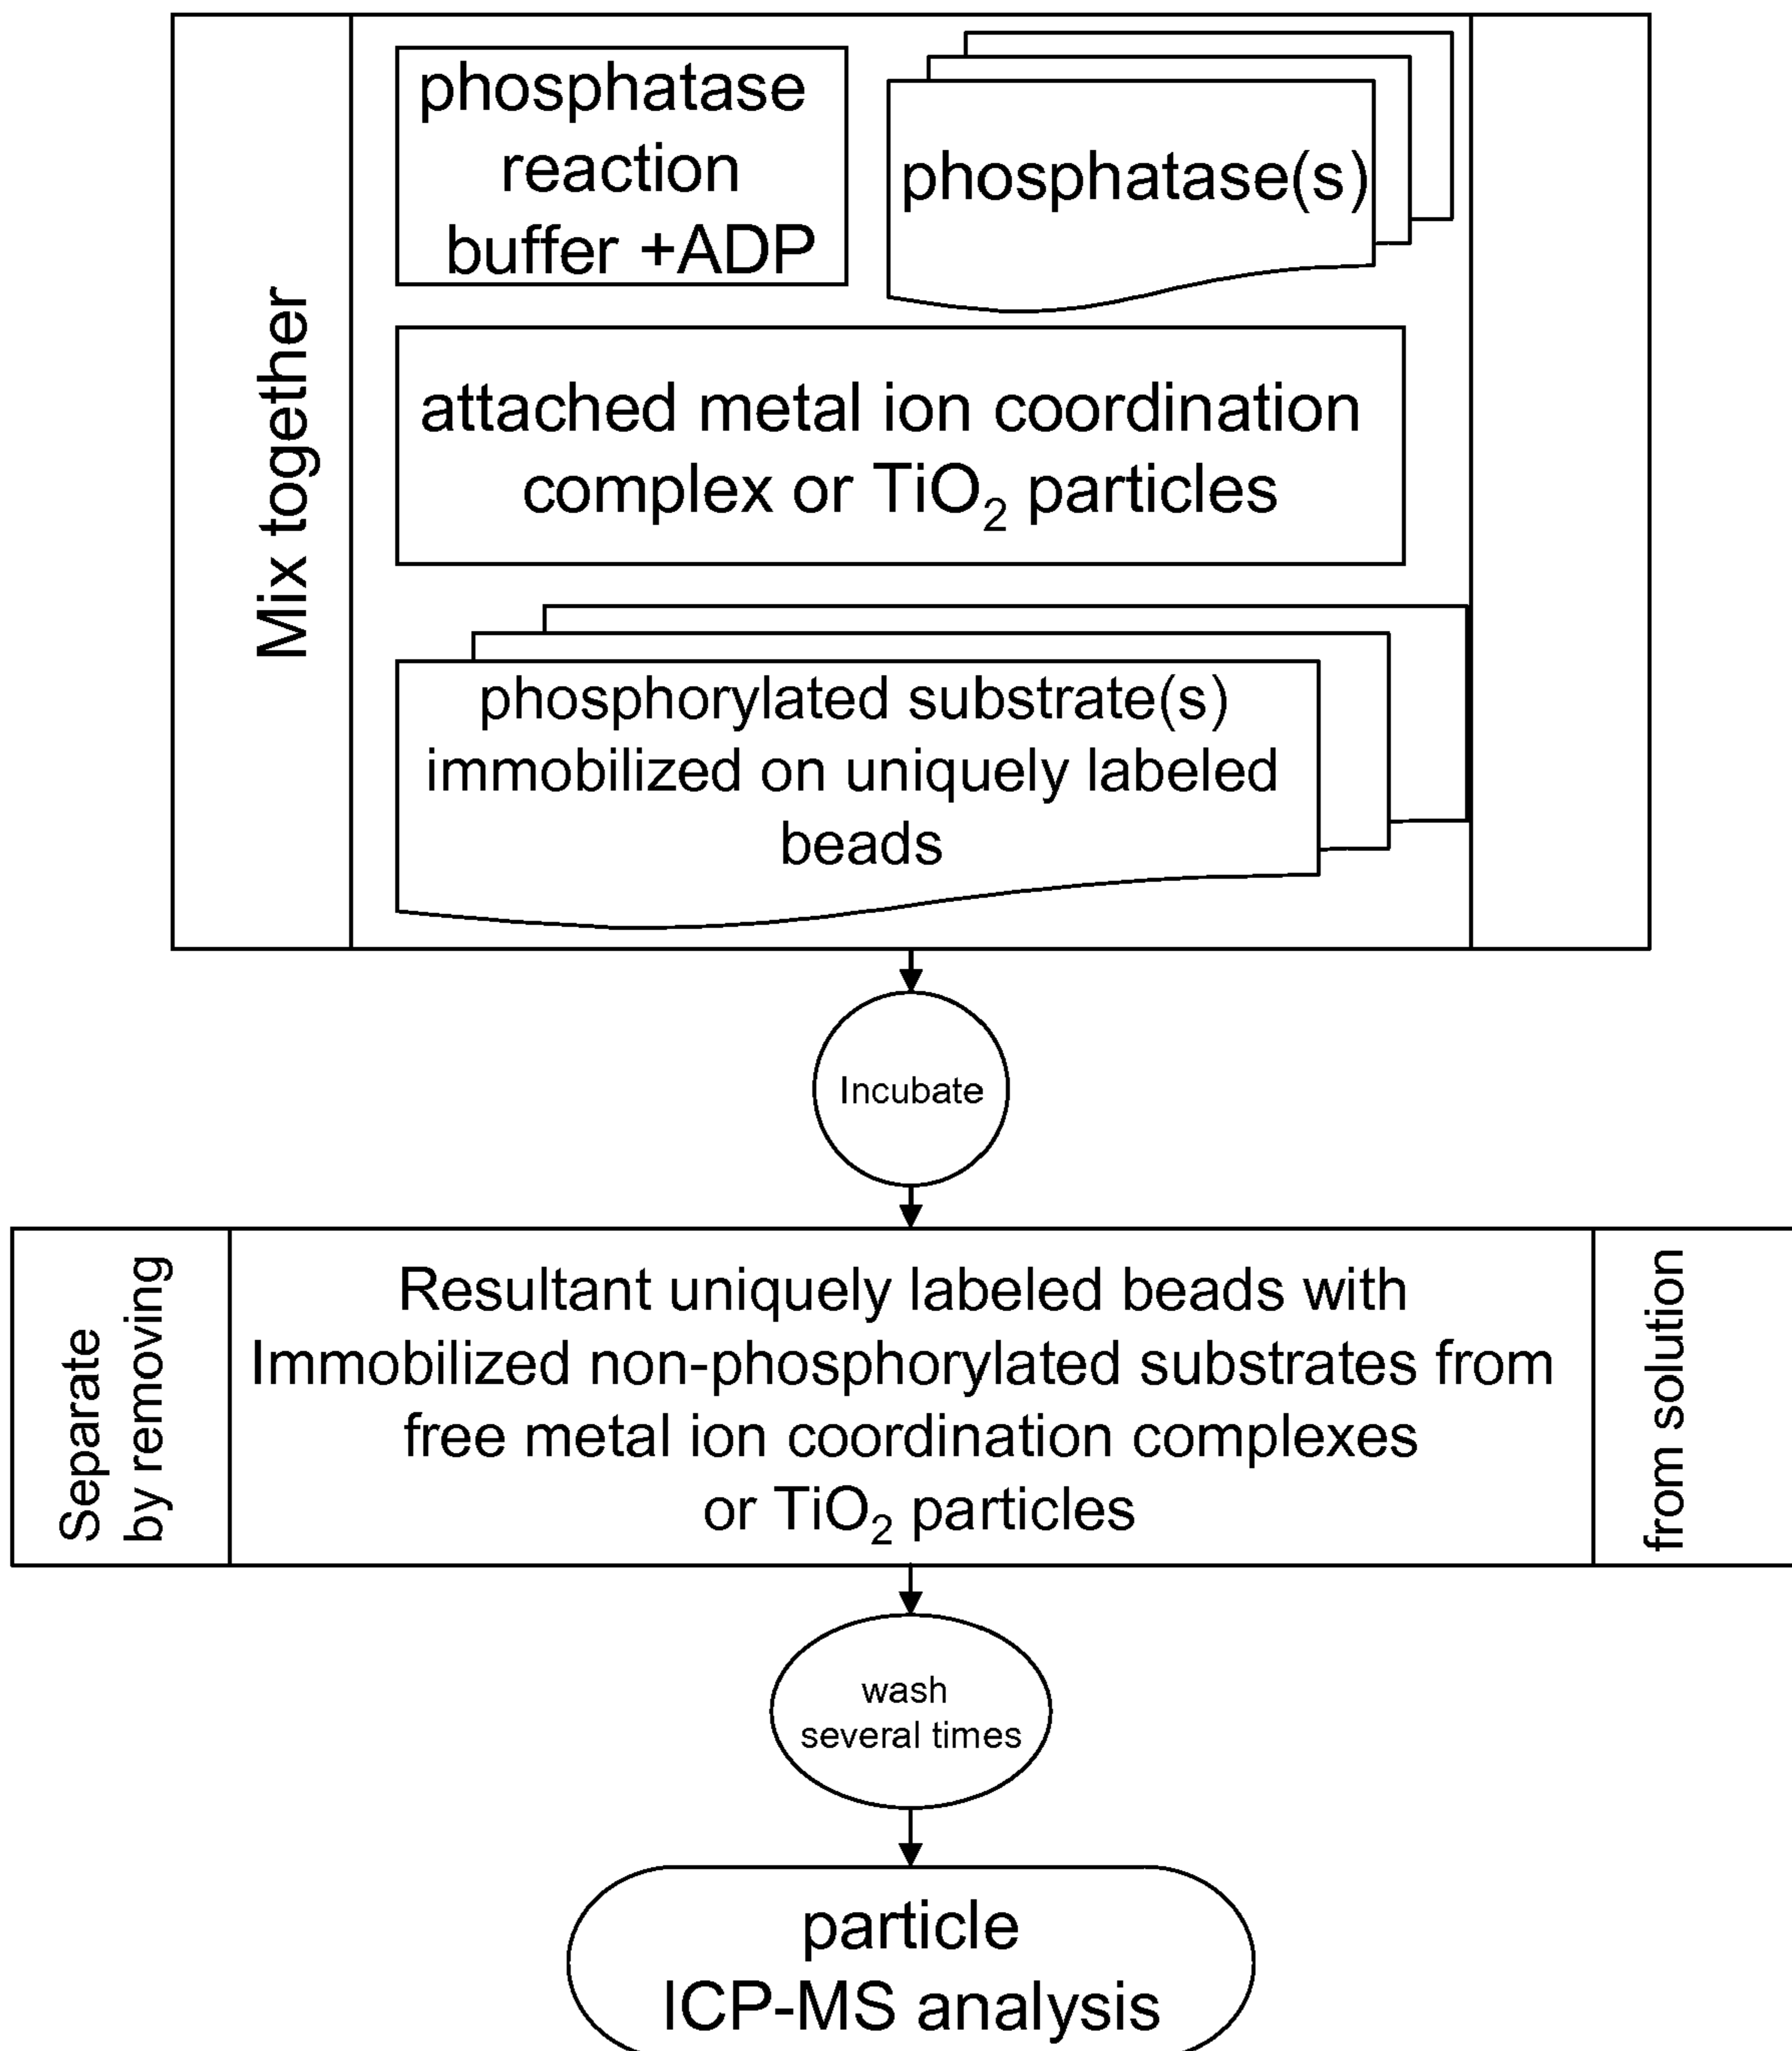 Mix together
phosphatase
reaction
buffer +ADP
phosphatase(s)
attached metal ion coordination
complex or TiO₂ particles
phosphorylated substrate(s)
immobilized on uniquely labeled
beads
Incubate
Separate
by removing
Resultant uniquely labeled beads with
Immobilized non-phosphorylated substrates from
free metal ion coordination complexes
or TiO₂ particles
from solution
wash
several times
particle
ICP-MS analysis